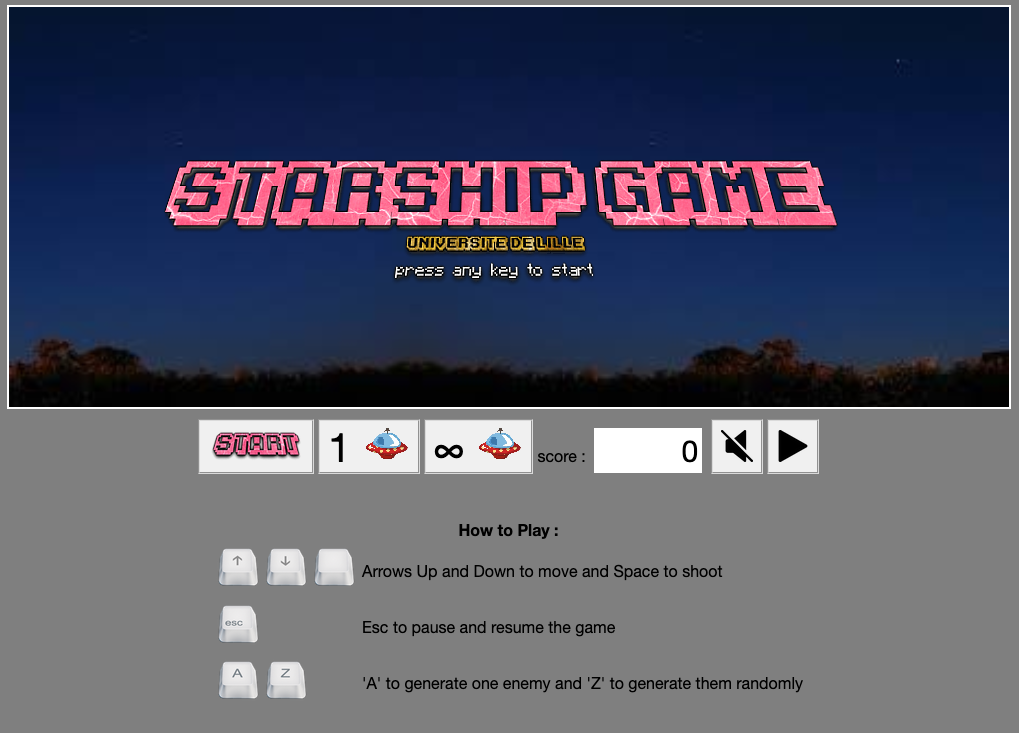 STARSHIP GAME
UNIVERSITE DE LILLE
press any key to start
START
1
∞
score :
0
How to Play :
↑ ↓
Arrows Up and Down to move and Space to shoot
esc
Esc to pause and resume the game
A Z
'A' to generate one enemy and 'Z' to generate them randomly